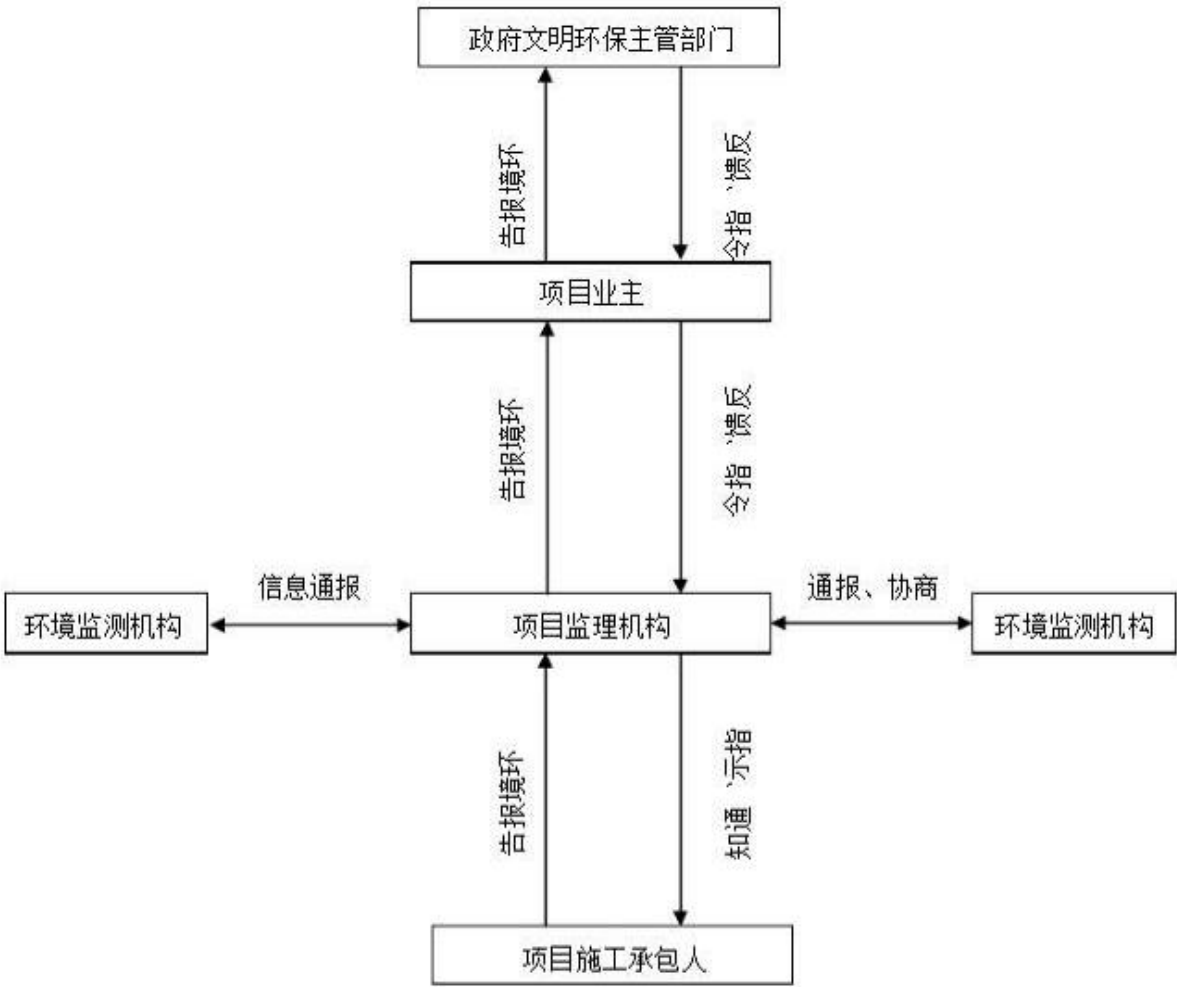 政府文明环保主管部门
环境报告
反馈、指令
项目业主
环境报告
反馈、指令
信息通报
通报、协商
环境监测机构
项目监理机构
环境监测机构
环境报告
指示、通知
项目施工承包人